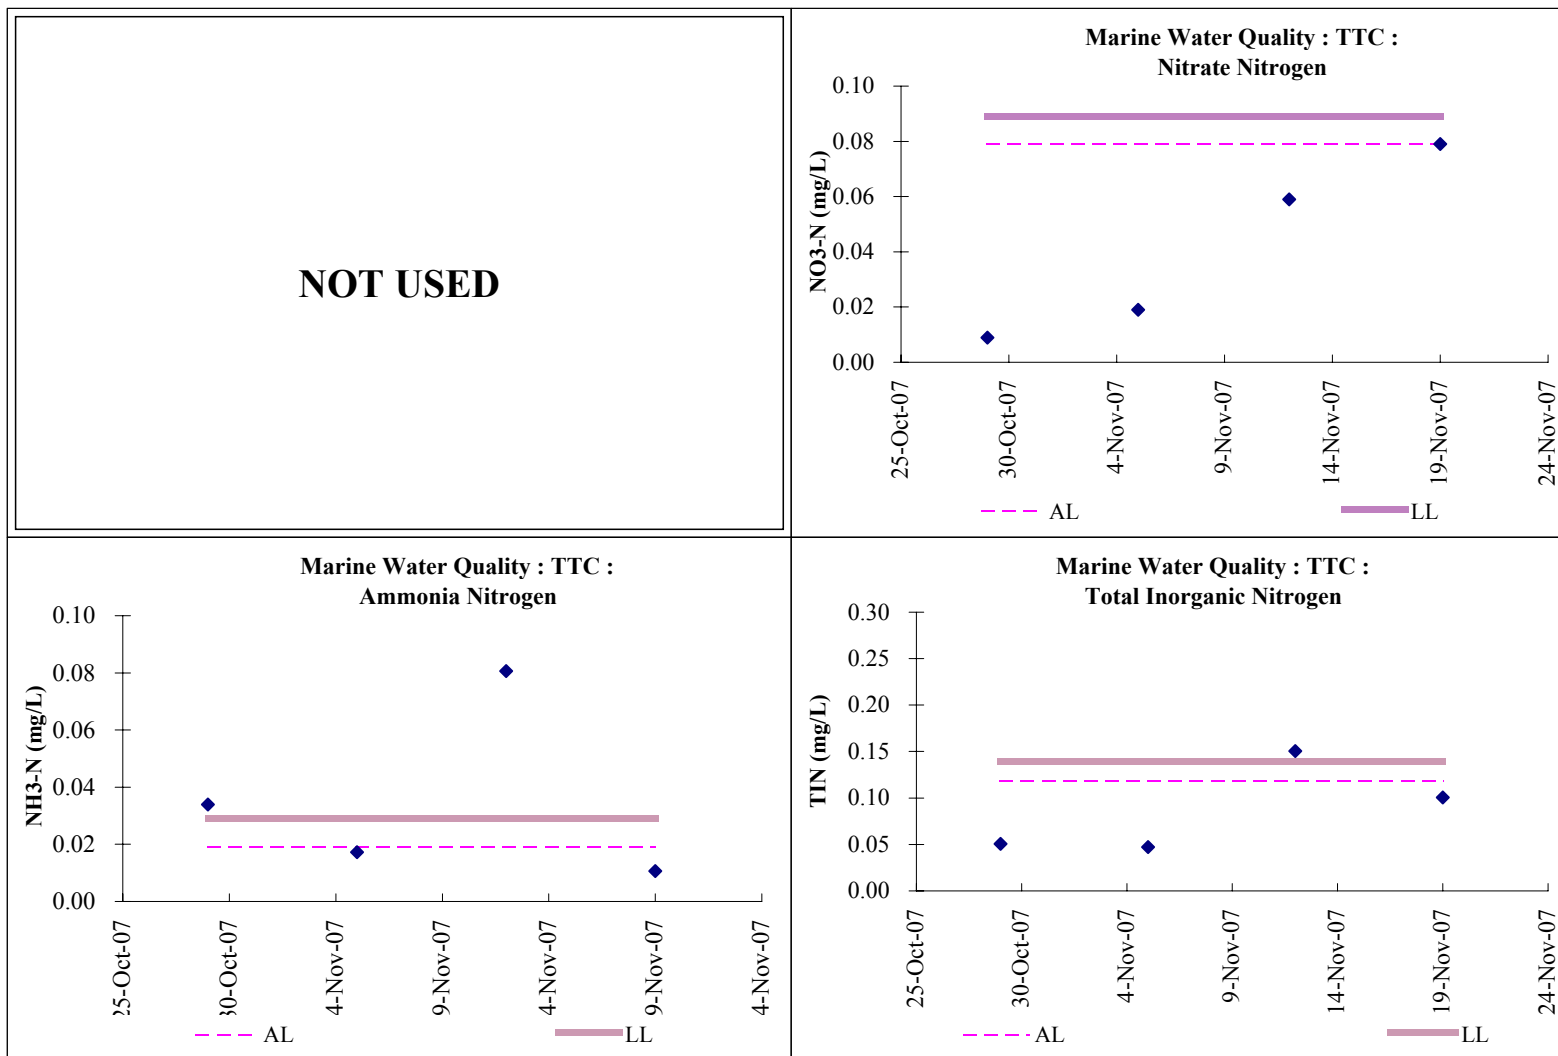 NOT USED
Marine Water Quality : TTC :
Nitrate Nitrogen
NO3-N (mg/L)
0.10
0.08
0.06
0.04
0.02
0.00
25-Oct-07
30-Oct-07
4-Nov-07
9-Nov-07
14-Nov-07
19-Nov-07
24-Nov-07
AL
LL
Marine Water Quality : TTC :
Ammonia Nitrogen
NH3-N (mg/L)
0.10
0.08
0.06
0.04
0.02
0.00
25-Oct-07
30-Oct-07
4-Nov-07
9-Nov-07
4-Nov-07
9-Nov-07
4-Nov-07
AL
LL
Marine Water Quality : TTC :
Total Inorganic Nitrogen
TIN (mg/L)
0.30
0.25
0.20
0.15
0.10
0.05
0.00
25-Oct-07
30-Oct-07
4-Nov-07
9-Nov-07
14-Nov-07
19-Nov-07
24-Nov-07
AL
LL